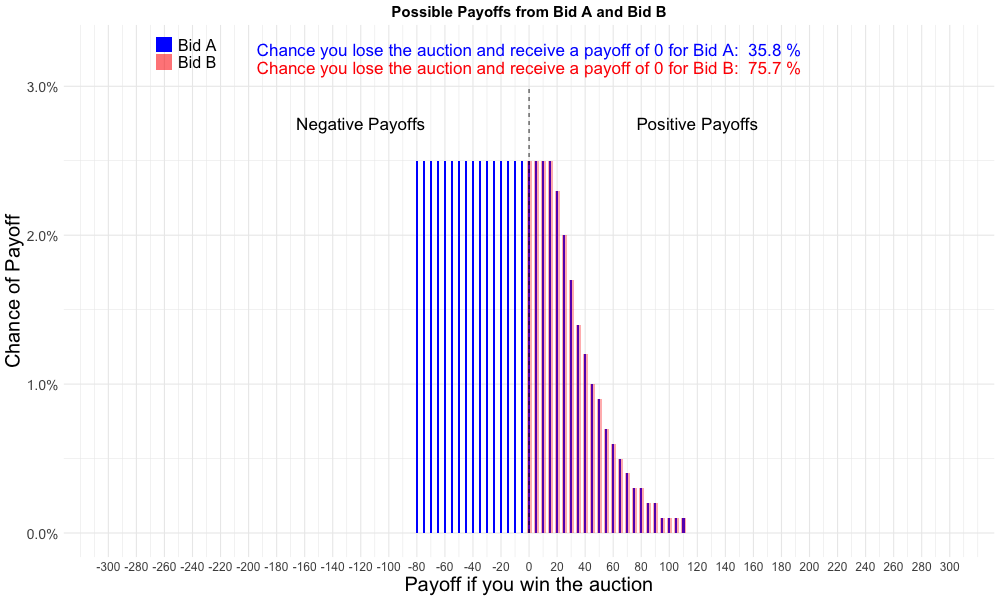 Possible Payoffs from Bid A and Bid B
Bid A
Bid B
Chance you lose the auction and receive a payoff of 0 for Bid A: 35.8 %
Chance you lose the auction and receive a payoff of 0 for Bid B: 75.7 %
Negative Payoffs
Positive Payoffs
Chance of Payoff
3.0%
2.0%
1.0%
0.0%
-300 -280 -260 -240 -220 -200 -180 -160 -140 -120 -100 -80 -60 -40 -20 0 20 40 60 80 100 120 140 160 180 200 220 240 260 280 300
Payoff if you win the auction